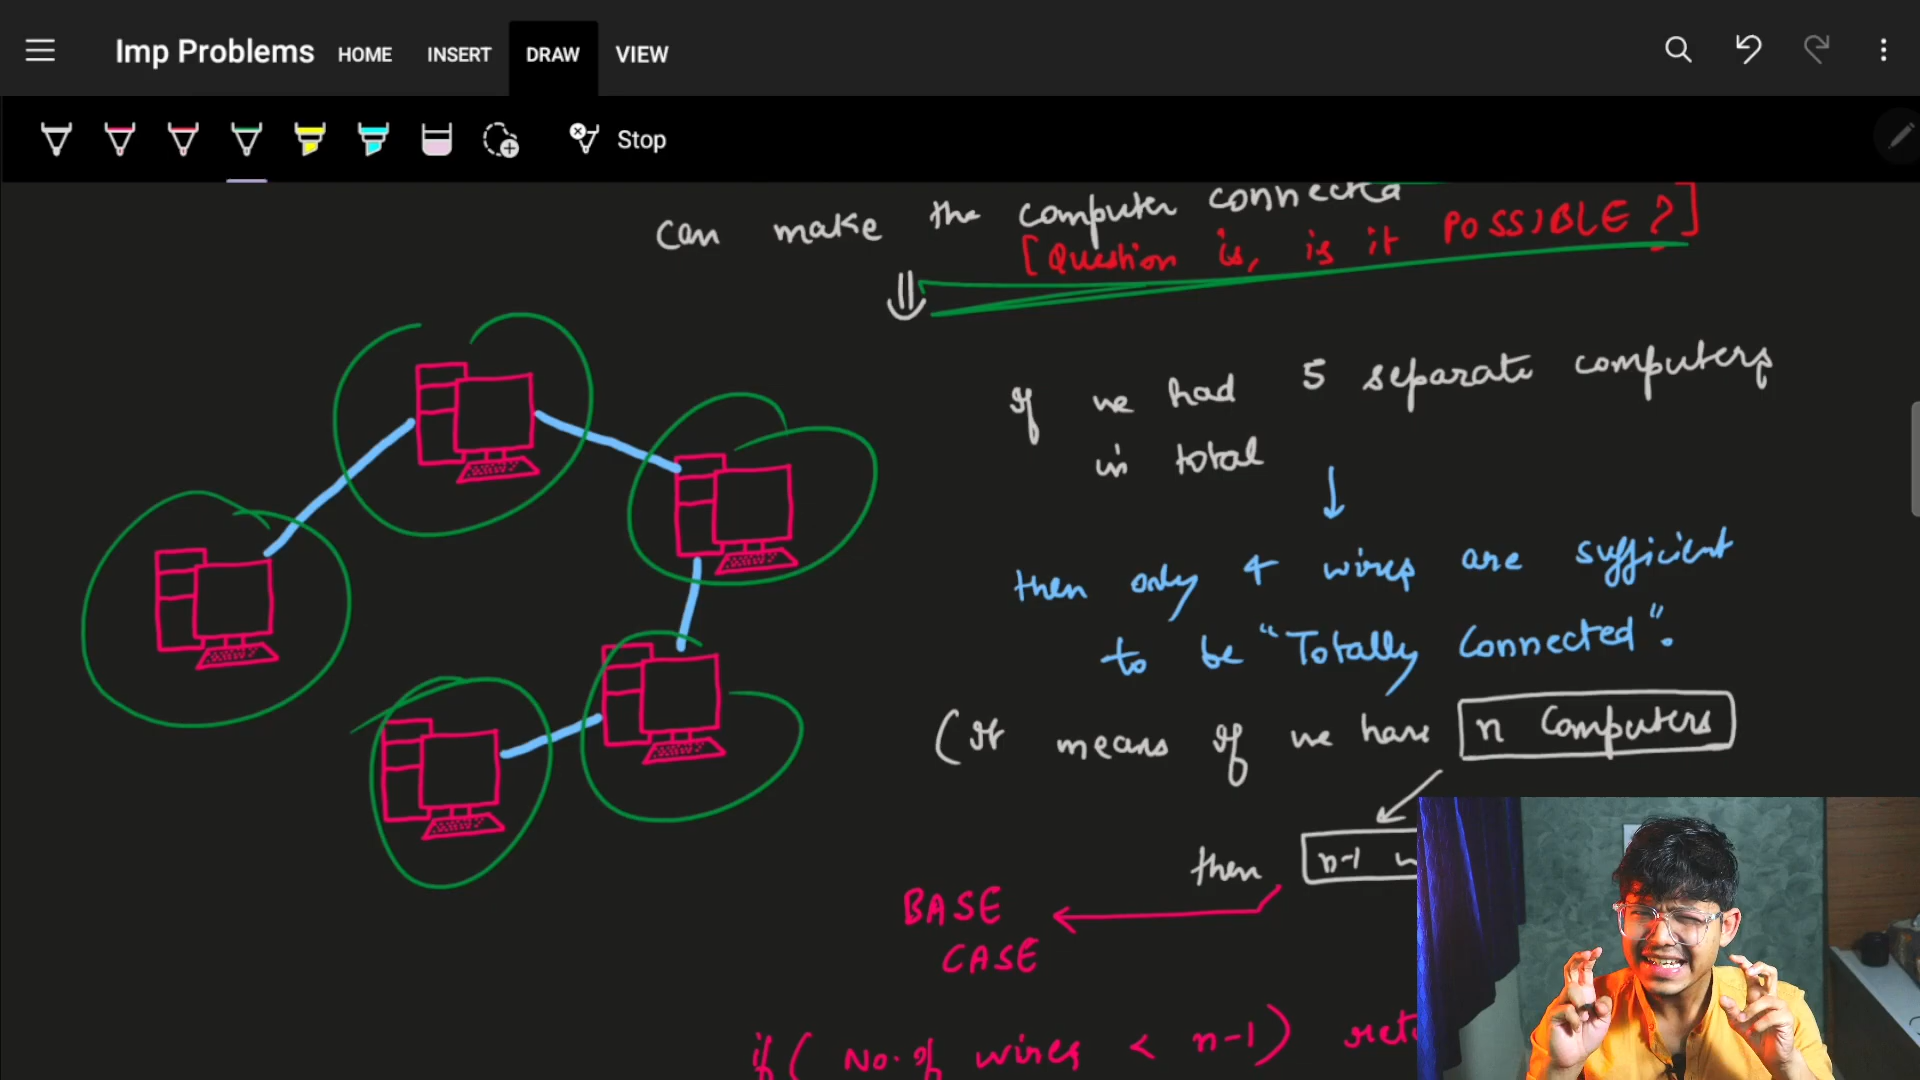 Imp Problems HOME INSERT DRAW VIEW
Stop
can make the computer connected
[Question is, is it POSSIBLE?]
If we had 5 separate computers
in total
then only 4 wires are sufficient
to be "Totally Connected".
(It means if we have n Computers
then n-1
BASE
CASE
if( No. of wires < n-1) ret